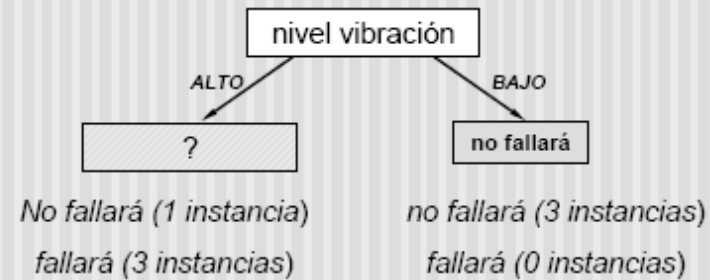 nivel vibración
ALTO BAJO
? no fallará
No fallará (1 instancia) no fallará (3 instancias)
fallará (3 instancias) fallará (0 instancias)